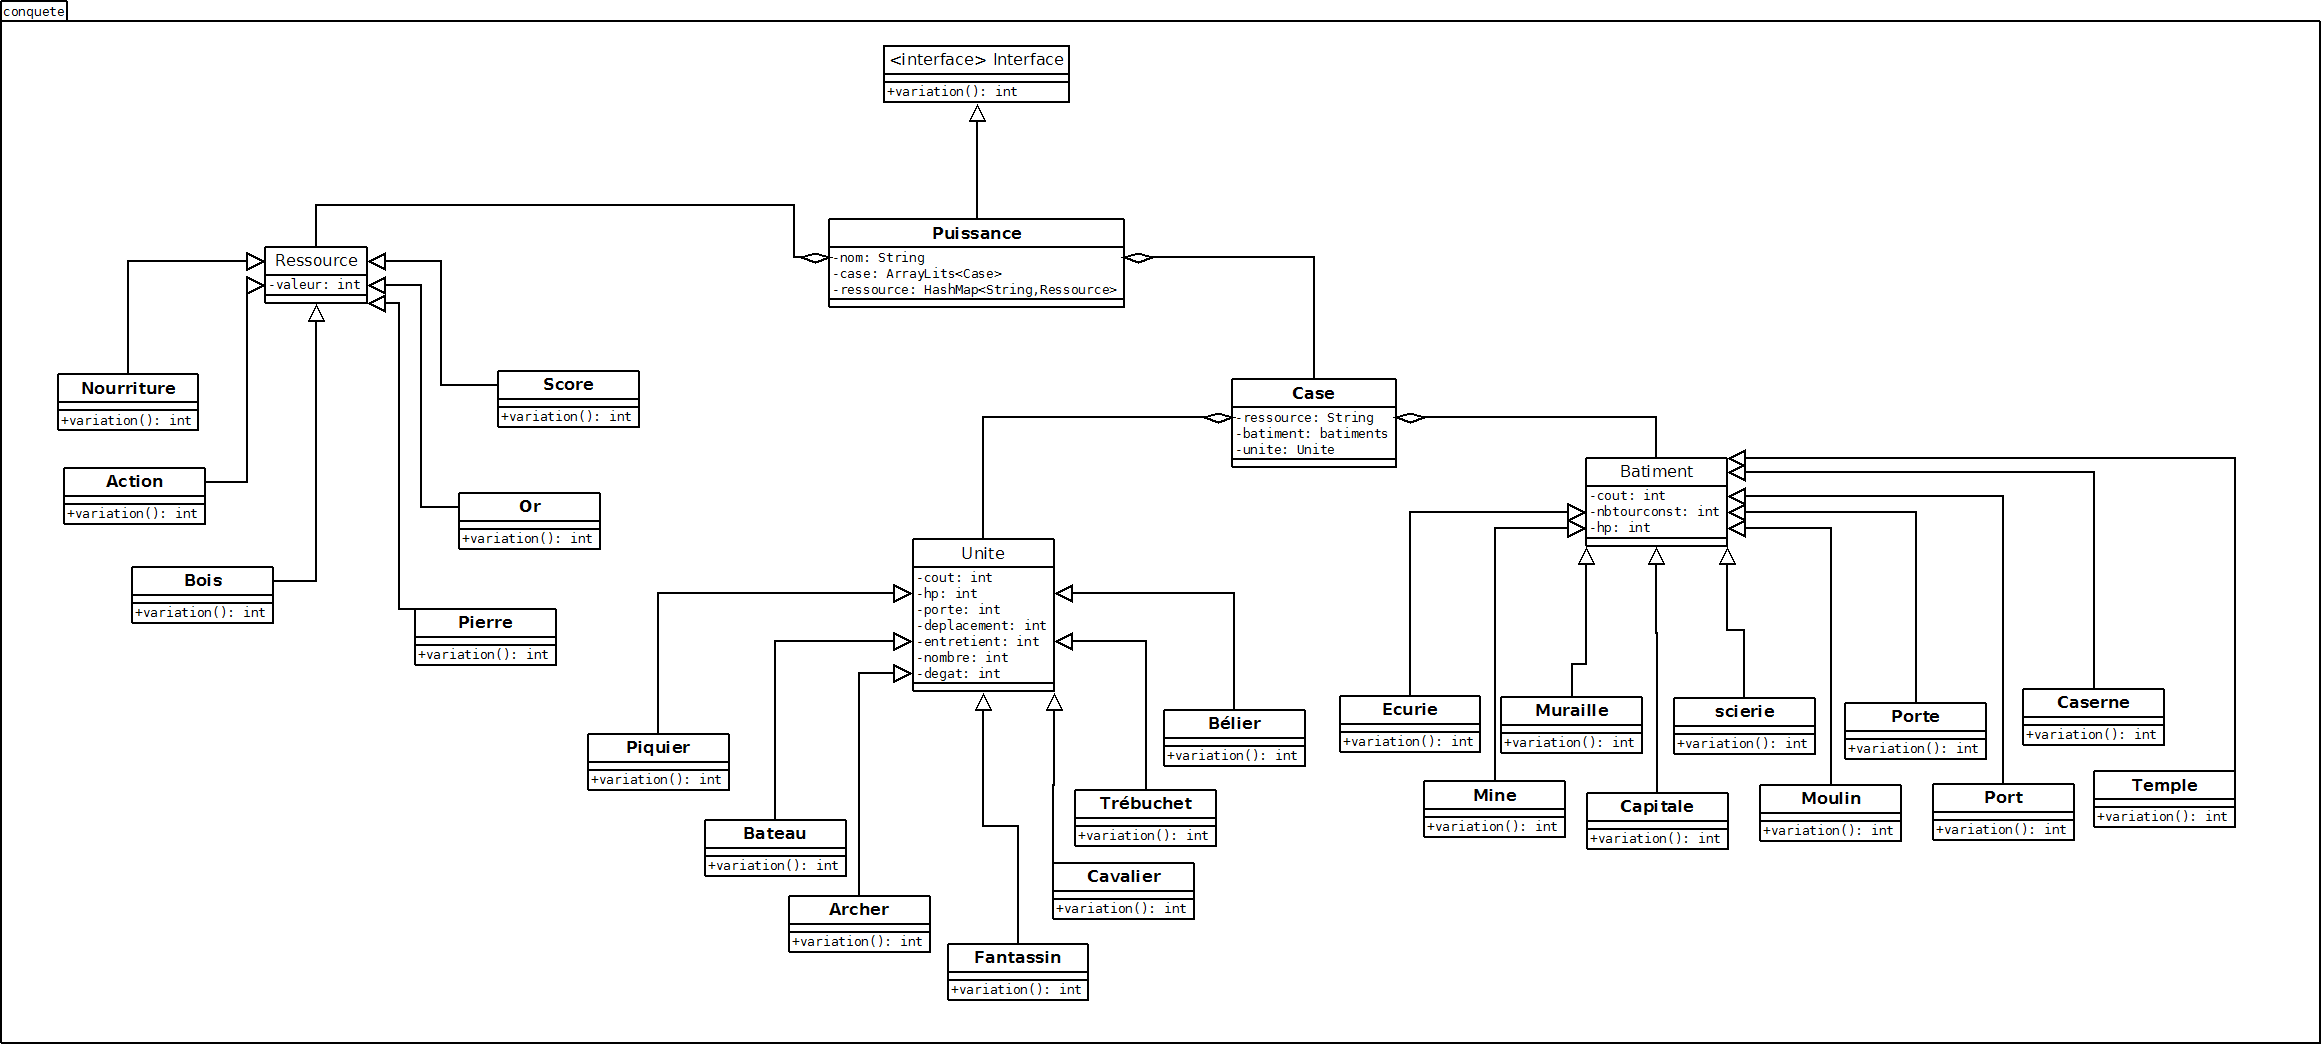 conquete
<interface> Interface
+variation(): int
Puissance
-nom: String
-case: ArrayLits<Case>
-ressource: HashMap<String,Ressource>
Ressource
-valeur: int
Nourriture
+variation(): int
Score
+variation(): int
Action
+variation(): int
Or
+variation(): int
Bois
+variation(): int
Pierre
+variation(): int
Case
-ressource: String
-batiment: batiments
-unite: Unite
Unite
-cout: int
-hp: int
-porte: int
-deplacement: int
-entretient: int
-nombre: int
-degat: int
Piquier
+variation(): int
Bateau
+variation(): int
Archer
+variation(): int
Fantassin
+variation(): int
Cavalier
+variation(): int
Trébuchet
+variation(): int
Bélier
+variation(): int
Batiment
-cout: int
-nbtourconst: int
-hp: int
Ecurie
+variation(): int
Mine
+variation(): int
Muraille
+variation(): int
Capitale
+variation(): int
scierie
+variation(): int
Moulin
+variation(): int
Porte
+variation(): int
Port
+variation(): int
Caserne
+variation(): int
Temple
+variation(): int